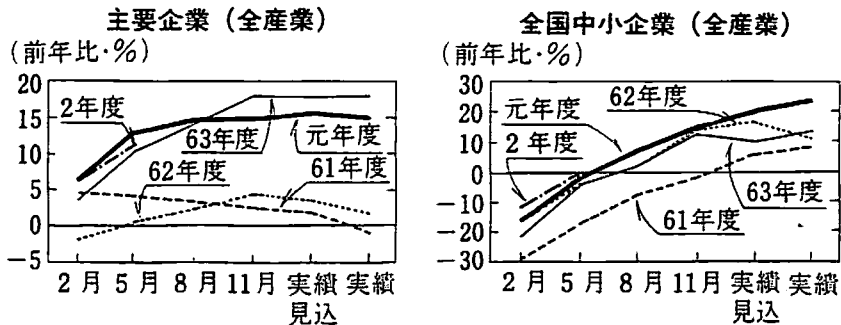 主要企業（全産業）
（前年比・％）
20
15
10
5
0
－5
2年度
63年度
元年度
62年度
61年度
2月 5月 8月 11月 実績見込 実績
全国中小企業（全産業）
（前年比・％）
30
20
10
0
－10
－20
－30
元年度
62年度
2年度
63年度
61年度
2月 5月 8月 11月 実績見込 実績